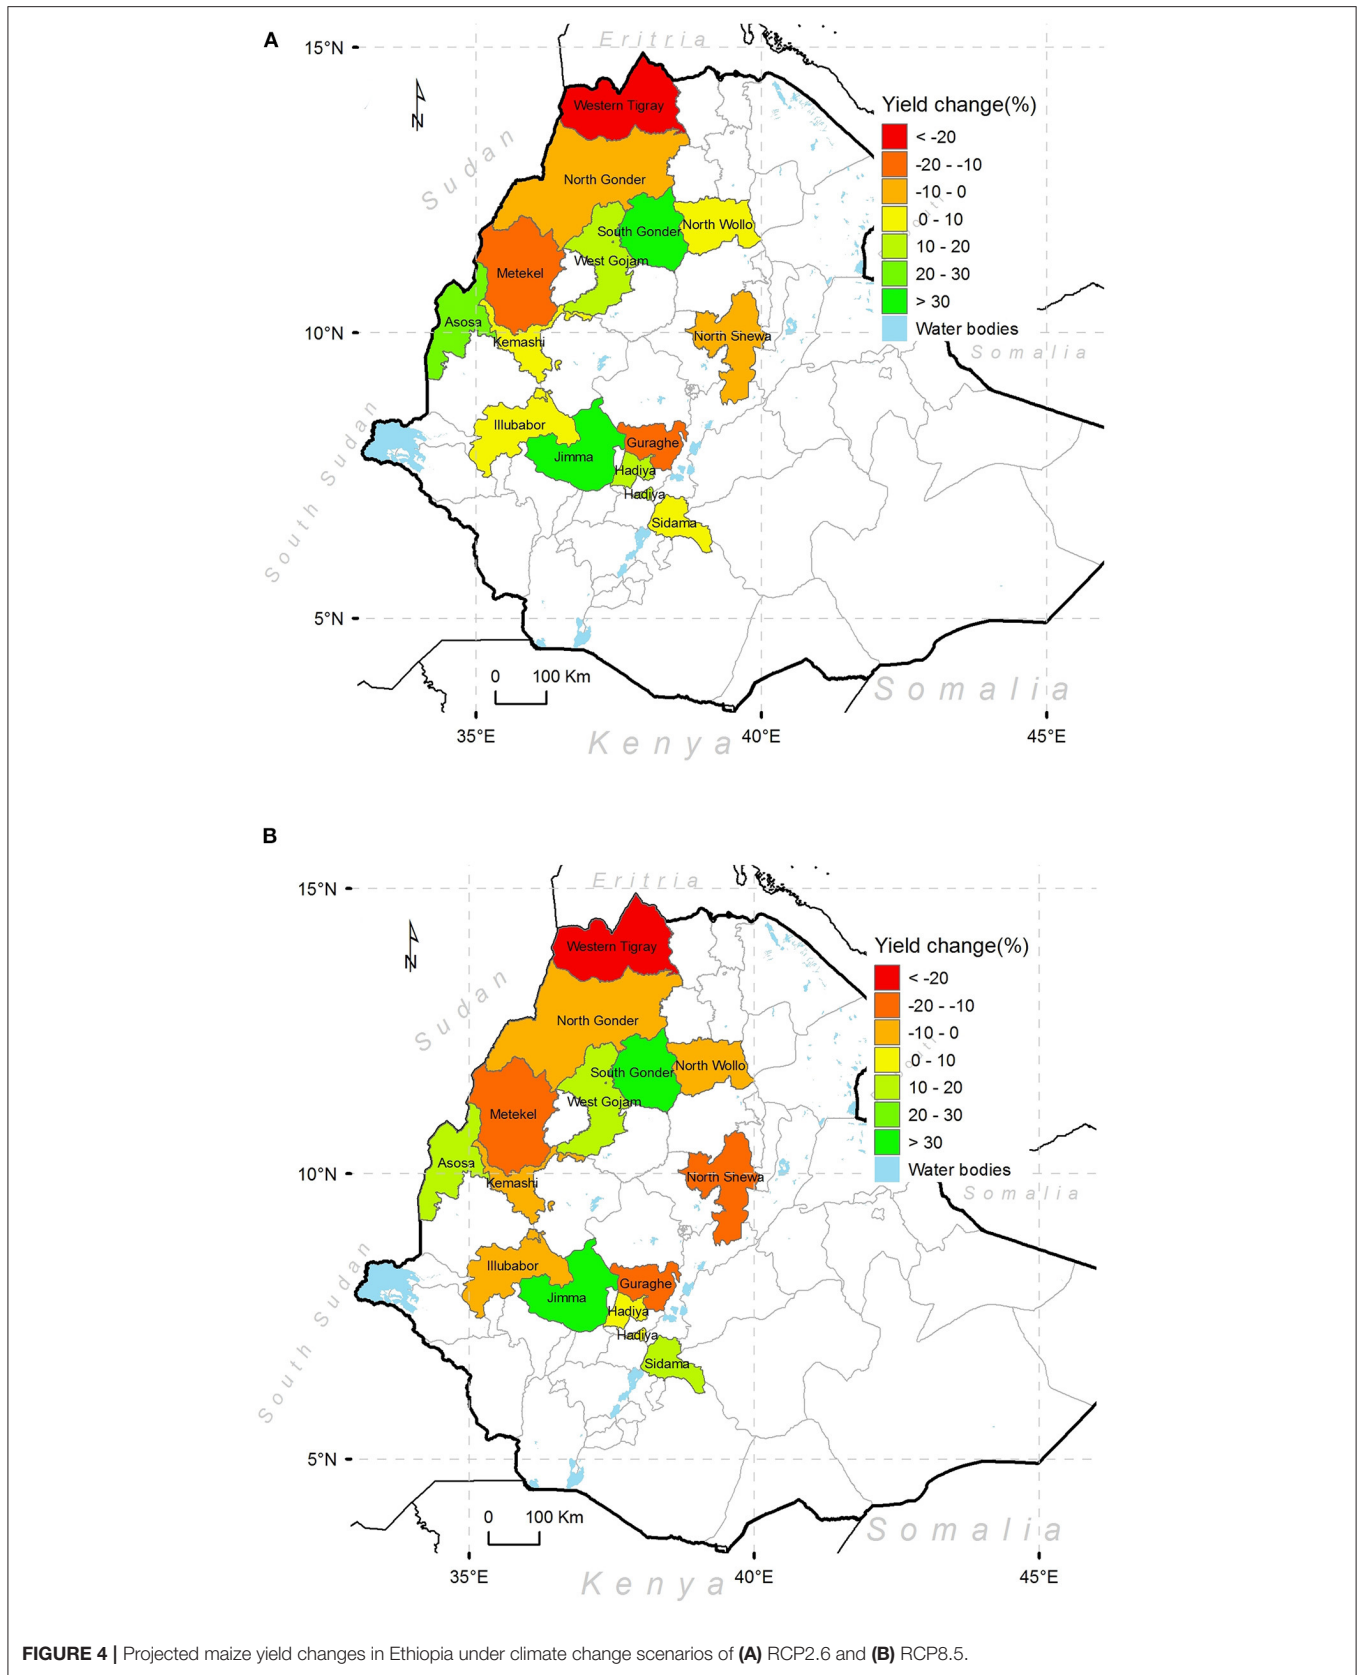 A
15°N
Eritria
N
Sudan
Yield change(%)
< -20
-20 - -10
-10 - 0
0 - 10
10 - 20
20 - 30
> 30
Water bodies
Western Tigray
North Gonder
South Gonder
North Wollo
West Gojam
Metekel
Asosa
10°N
Kemashi
North Shewa
Somalia
South Sudan
Illubabor
Jimma
Guraghe
Hadiya
Hadiya
Sidama
5°N
0 100 Km
Somalia
35°E
40°E
45°E
Kenya
B
15°N
Eritria
N
Sudan
Yield change(%)
< -20
-20 - -10
-10 - 0
0 - 10
10 - 20
20 - 30
> 30
Water bodies
Western Tigray
North Gonder
South Gonder
North Wollo
West Gojam
Metekel
Asosa
10°N
Kemashi
North Shewa
Somalia
South Sudan
Illubabor
Jimma
Guraghe
Hadiya
Hadiya
Sidama
5°N
0 100 Km
Somalia
35°E
40°E
45°E
Kenya
FIGURE 4 | Projected maize yield changes in Ethiopia under climate change scenarios of (A) RCP2.6 and (B) RCP8.5.